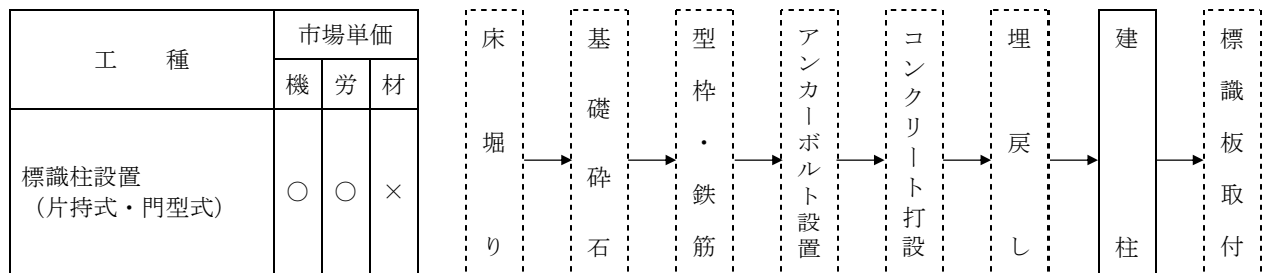 工　種
市場単価
機
労
材
標識柱設置
（片持式・門型式）
○
○
×
床掘り
基礎砕石
型枠・鉄筋
アンカーボルト設置
コンクリート打設
埋戻し
建柱
標識板取付